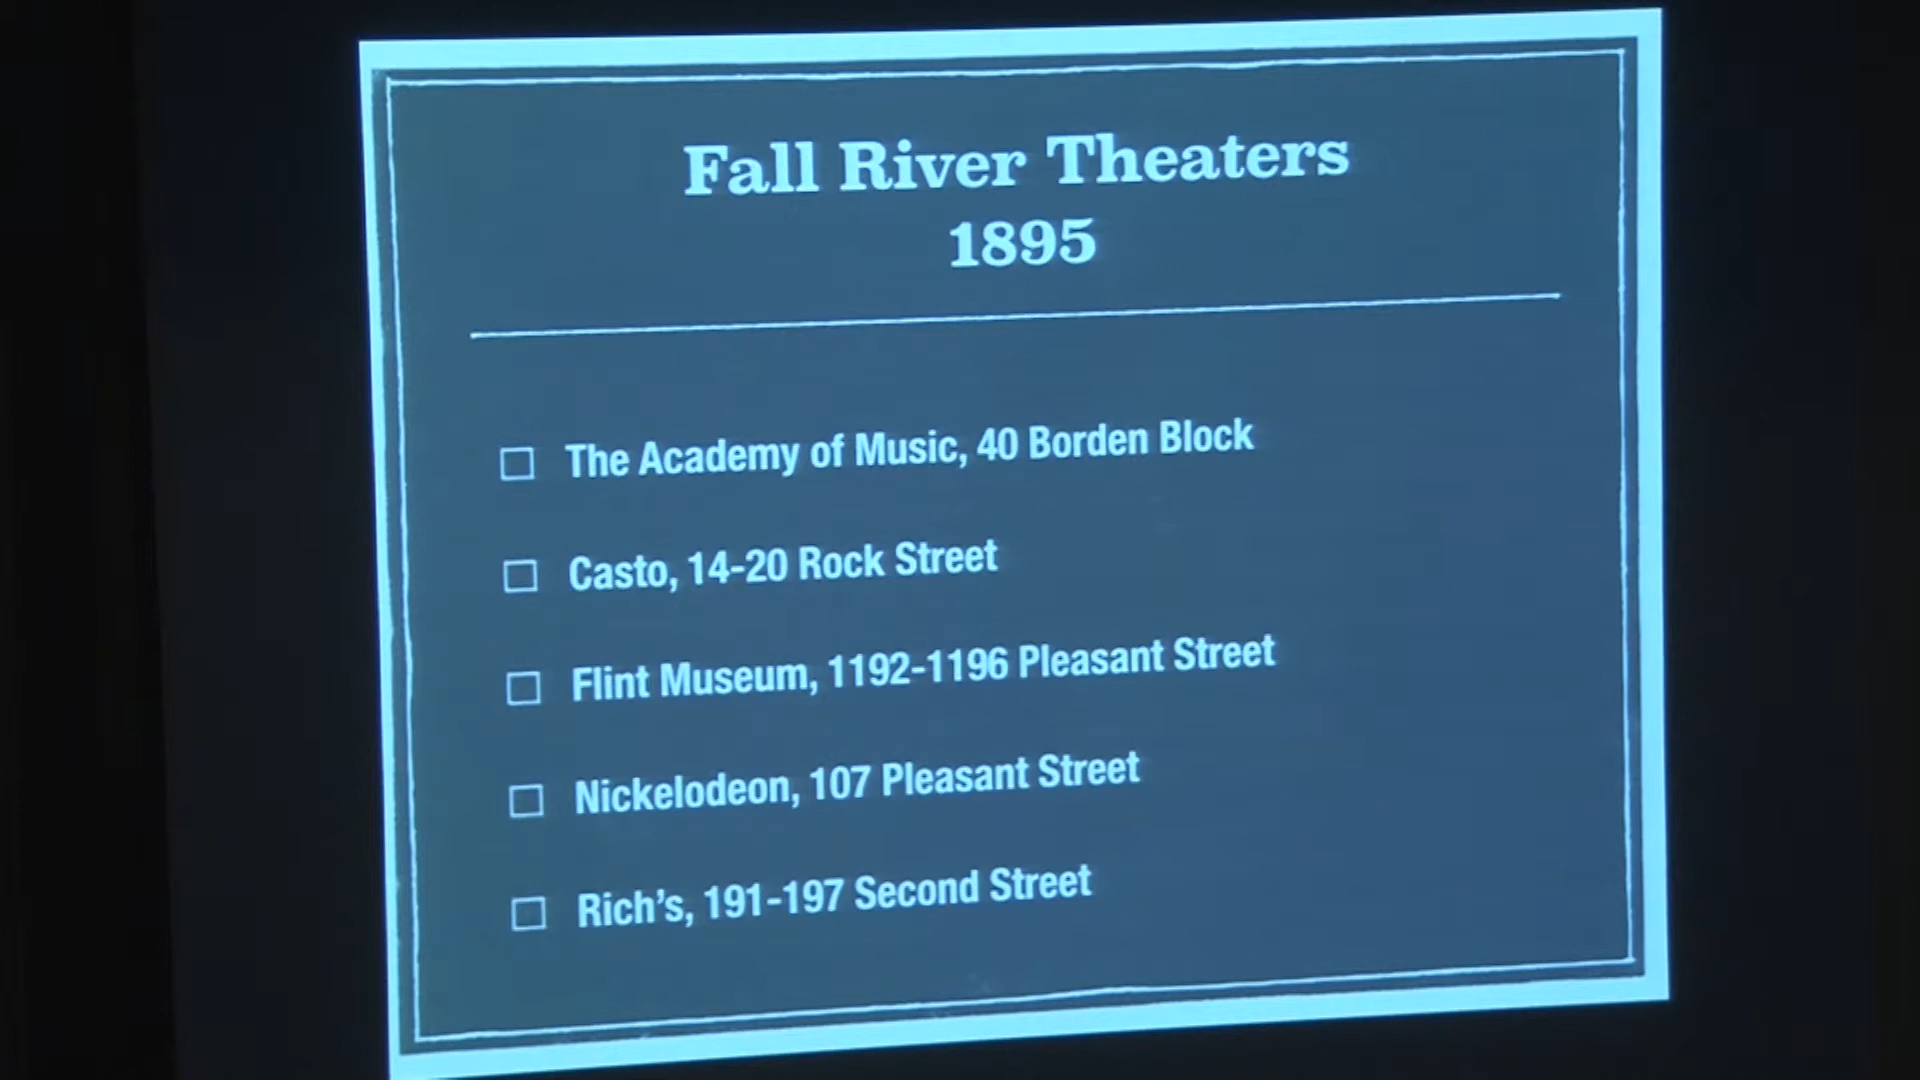 Fall River Theaters
1895
The Academy of Music, 40 Borden Block
Casto, 14-20 Rock Street
Flint Museum, 1192-1196 Pleasant Street
Nickelodeon, 107 Pleasant Street
Rich's, 191-197 Second Street